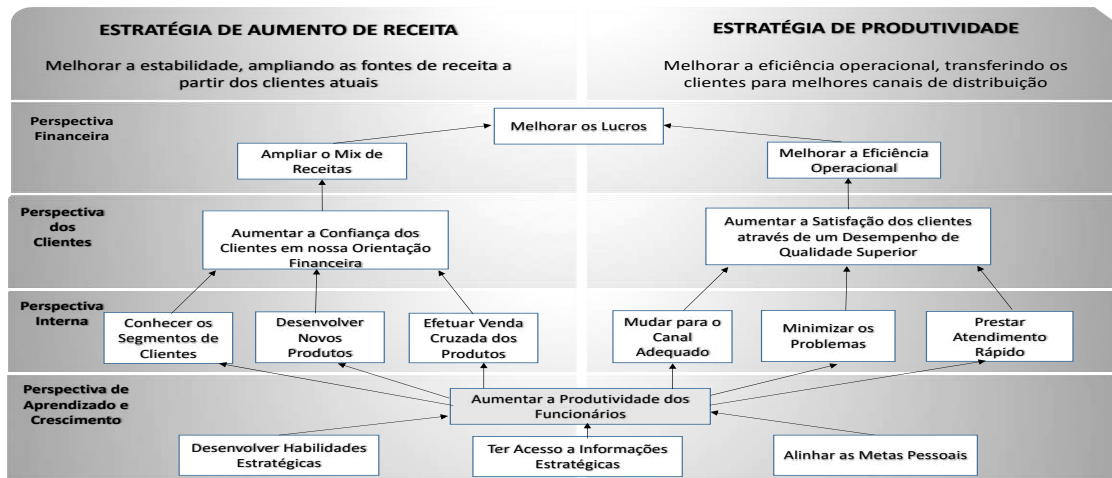 ESTRATÉGIA DE AUMENTO DE RECEITA
Melhorar a estabilidade, ampliando as fontes de receita a
partir dos clientes atuais
ESTRATÉGIA DE PRODUTIVIDADE
Melhorar a eficiência operacional, transferindo os
clientes para melhores canais de distribuição
Perspectiva
Financeira
Melhorar os Lucros
Ampliar o Mix de
Receitas
Melhorar a Eficiência
Operacional
Perspectiva
dos
Clientes
Aumentar a Confiança dos
Clientes em nossa Orientação
Financeira
Aumentar a Satisfação dos clientes
através de um Desempenho de
Qualidade Superior
Perspectiva
Interna
Conhecer os
Segmentos de
Clientes
Desenvolver
Novos
Produtos
Efetuar Venda
Cruzada dos
Produtos
Mudar para o
Canal
Adequado
Minimizar os
Problemas
Prestar
Atendimento
Rápido
Perspectiva de
Aprendizado e
Crescimento
Aumentar a Produtividade dos
Funcionários
Desenvolver Habilidades
Estratégicas
Ter Acesso a Informações
Estratégicas
Alinhar as Metas Pessoais